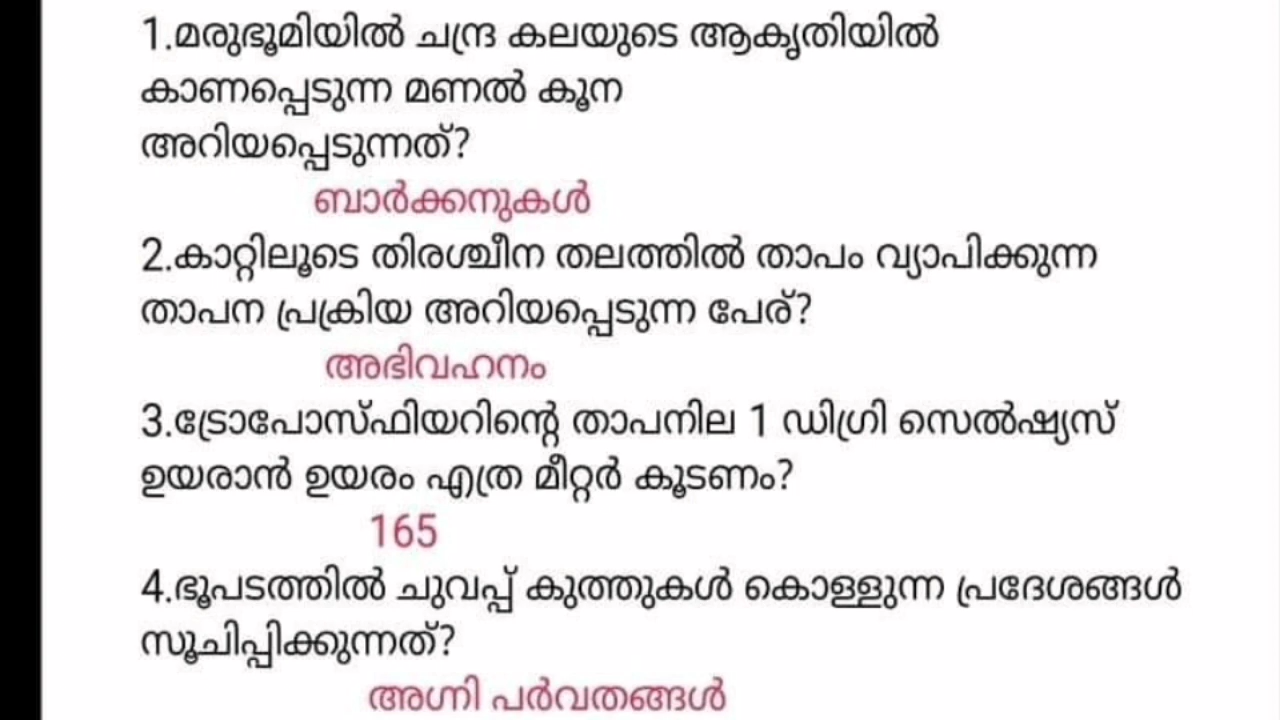 1.മരുഭൂമിയിൽ ചന്ദ്ര കലയുടെ ആകൃതിയിൽ
കാണപ്പെടുന്ന മണൽ കൂന
അറിയപ്പെടുന്നത്?
ബാർക്കനുകൾ
2.കാറ്റിലൂടെ തിരശ്ചീന തലത്തിൽ താപം വ്യാപിക്കുന്ന
താപന പ്രക്രിയ അറിയപ്പെടുന്ന പേര്?
അഭിവഹനം
3.ട്രോപോസ്ഫിയറിന്റെ താപനില 1 ഡിഗ്രി സെൽഷ്യസ്
ഉയരാൻ ഉയരം എത്ര മീറ്റർ കൂടണം?
165
4.ഭൂപടത്തിൽ ചുവപ്പ് കുത്തുകൾ കൊള്ളുന്ന പ്രദേശങ്ങൾ
സൂചിപ്പിക്കുന്നത്?
അഗ്നി പർവതങ്ങൾ